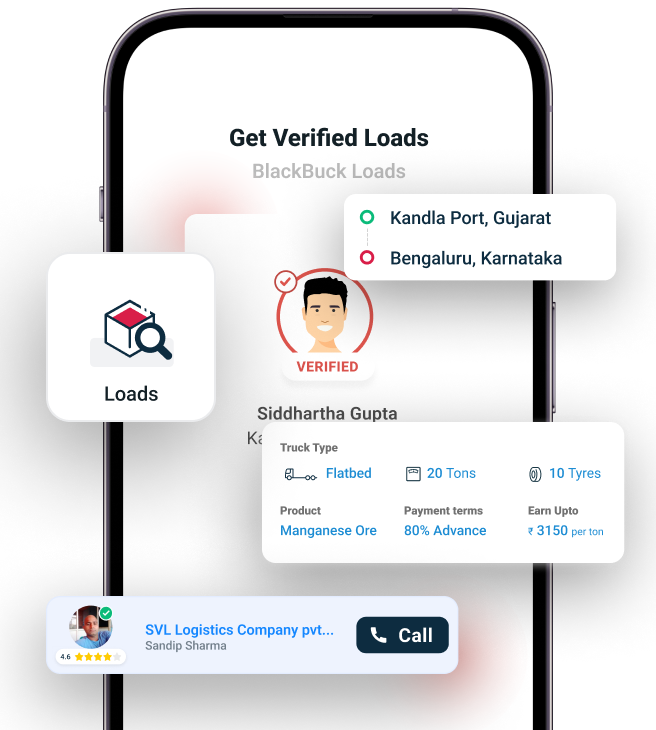 Get Verified Loads
BlackBuck Loads
Kandla Port, Gujarat
Bengaluru, Karnataka
Loads
VERIFIED
Siddhartha Gupta
Ka
Truck Type
Flatbed
20 Tons
10 Tyres
Product
Payment terms
Earn Upto
Manganese Ore
80% Advance
₹ 3150 per ton
SVL Logistics Company pvt...
Sandip Sharma
4.6
Call